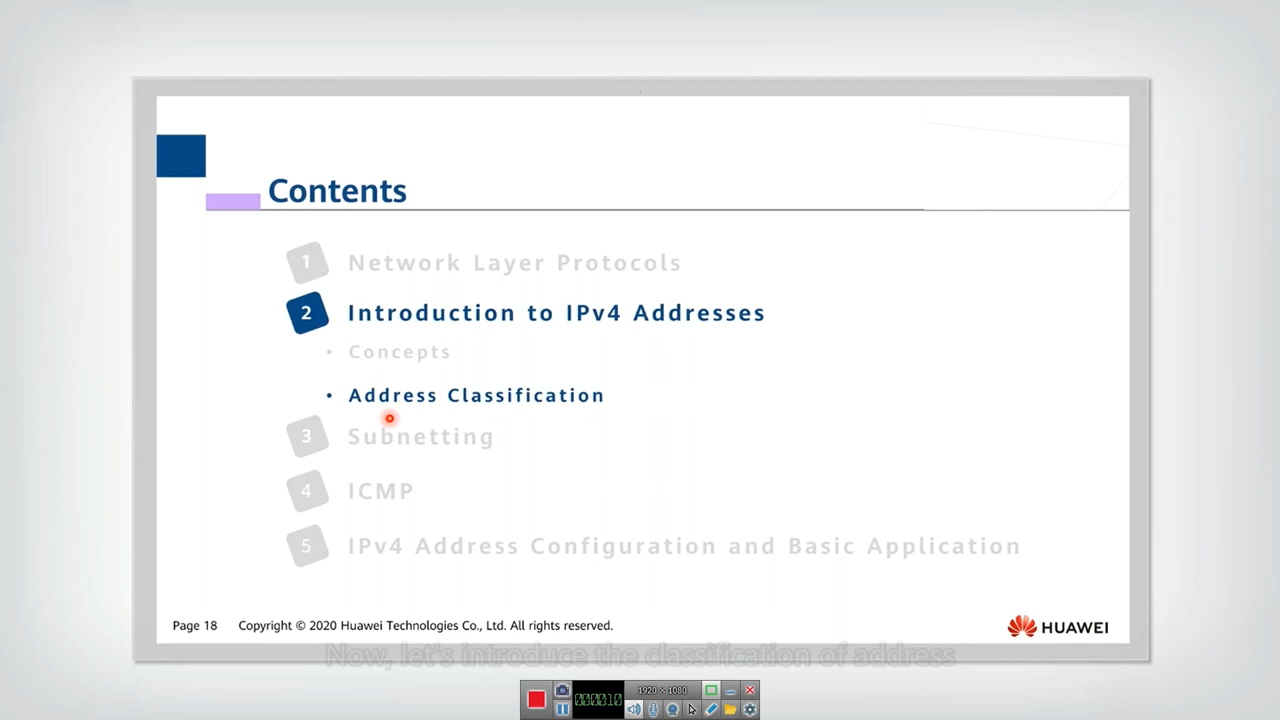 Contents
1 Network Layer Protocols
2 Introduction to IPv4 Addresses
• Concepts
• Address Classification
3 Subnetting
4 ICMP
5 IPv4 Address Configuration and Basic Application
Page 18 Copyright © 2020 Huawei Technologies Co., Ltd. All rights reserved.
HUAWEI
Now, let's introduce the classification of address
1920 × 1080